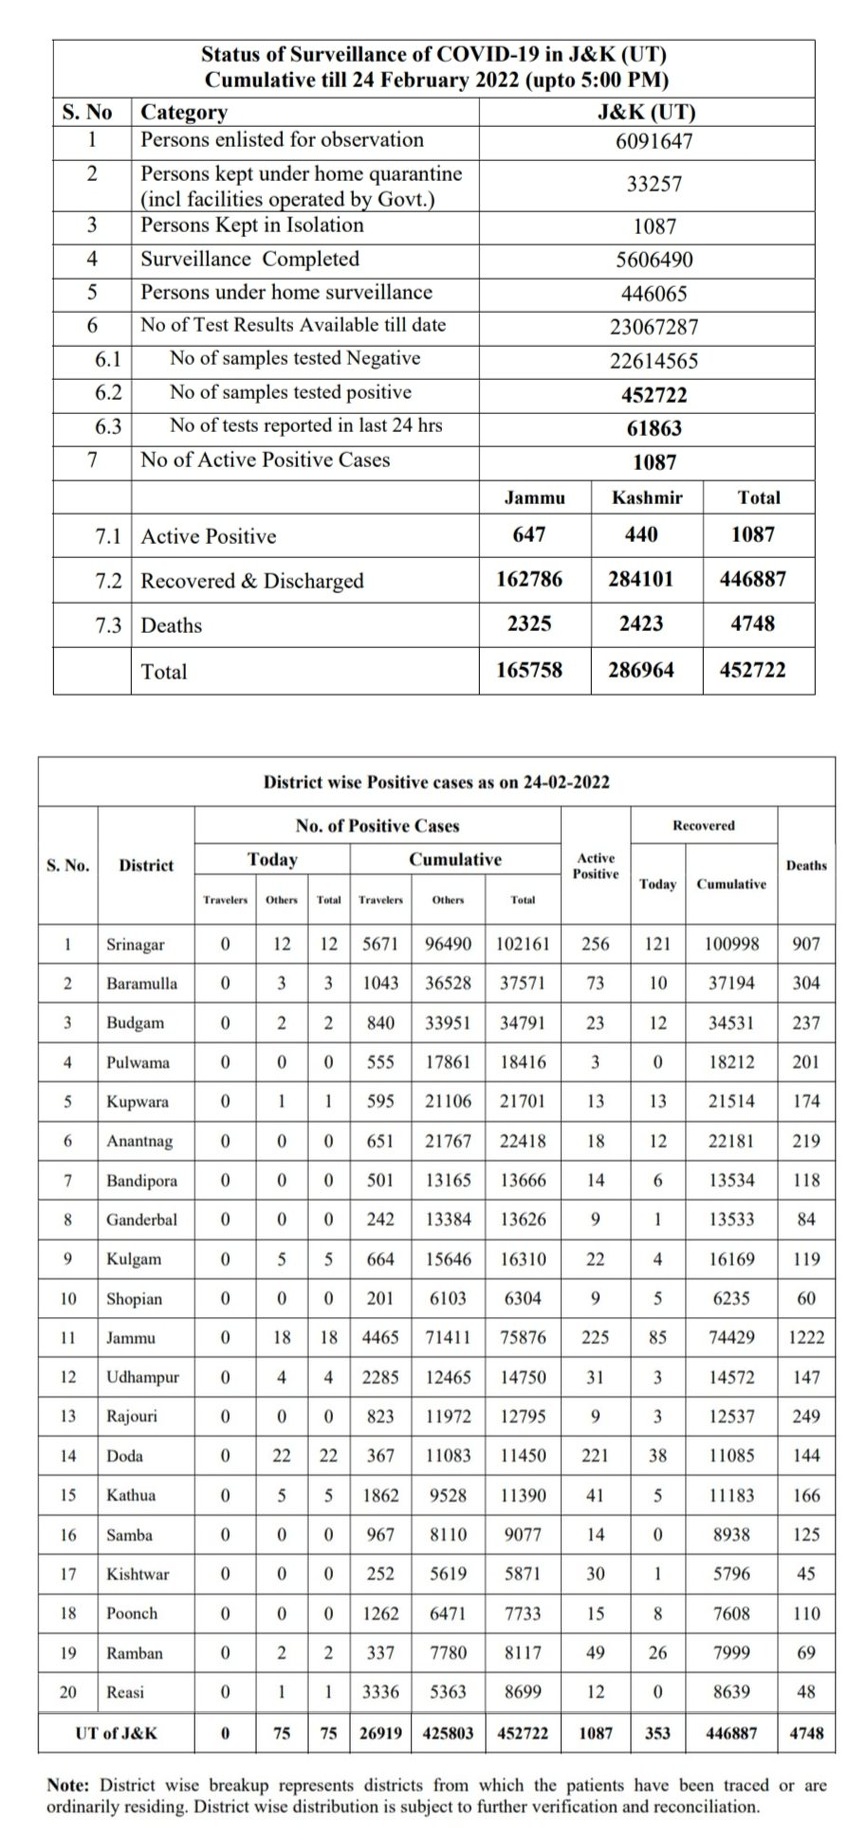 Status of Surveillance of COVID-19 in J&K (UT)
Cumulative till 24 February 2022 (upto 5:00 PM)
S. No Category J&K (UT)
1 Persons enlisted for observation 6091647
2 Persons kept under home quarantine
(incl facilities operated by Govt.) 33257
3 Persons Kept in Isolation 1087
4 Surveillance Completed 5606490
5 Persons under home surveillance 446065
6 No of Test Results Available till date 23067287
6.1 No of samples tested Negative 22614565
6.2 No of samples tested positive 452722
6.3 No of tests reported in last 24 hrs 61863
7 No of Active Positive Cases 1087
Jammu Kashmir Total
7.1 Active Positive 647 440 1087
7.2 Recovered & Discharged 162786 284101 446887
7.3 Deaths 2325 2423 4748
Total 165758 286964 452722
District wise Positive cases as on 24-02-2022
S. No. District No. of Positive Cases Active Positive Recovered Deaths
Today Cumulative Today Cumulative
Travelers Others Total Travelers Others Total
1 Srinagar 0 12 12 5671 96490 102161 256 121 100998 907
2 Baramulla 0 3 3 1043 36528 37571 73 10 37194 304
3 Budgam 0 2 2 840 33951 34791 23 12 34531 237
4 Pulwama 0 0 0 555 17861 18416 3 0 18212 201
5 Kupwara 0 1 1 595 21106 21701 13 13 21514 174
6 Anantnag 0 0 0 651 21767 22418 18 12 22181 219
7 Bandipora 0 0 0 501 13165 13666 14 6 13534 118
8 Ganderbal 0 0 0 242 13384 13626 9 1 13533 84
9 Kulgam 0 5 5 664 15646 16310 22 4 16169 119
10 Shopian 0 0 0 201 6103 6304 9 5 6235 60
11 Jammu 0 18 18 4465 71411 75876 225 85 74429 1222
12 Udhampur 0 4 4 2285 12465 14750 31 3 14572 147
13 Rajouri 0 0 0 823 11972 12795 9 3 12537 249
14 Doda 0 22 22 367 11083 11450 221 38 11085 144
15 Kathua 0 5 5 1862 9528 11390 41 5 11183 166
16 Samba 0 0 0 967 8110 9077 14 0 8938 125
17 Kishtwar 0 0 0 252 5619 5871 30 1 5796 45
18 Poonch 0 0 0 1262 6471 7733 15 8 7608 110
19 Ramban 0 2 2 337 7780 8117 49 26 7999 69
20 Reasi 0 1 1 3336 5363 8699 12 0 8639 48
UT of J&K 0 75 75 26919 425803 452722 1087 353 446887 4748
Note: District wise breakup represents districts from which the patients have been traced or are
ordinarily residing. District wise distribution is subject to further verification and reconciliation.